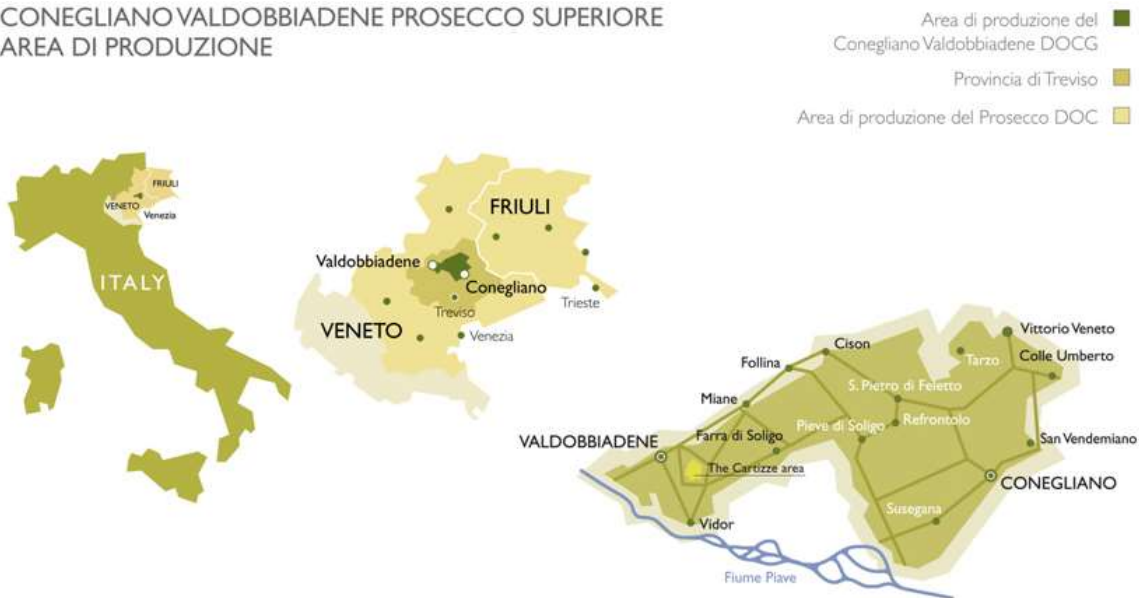 CONEGLIANO VALDOBBIADENE PROSECCO SUPERIORE
AREA DI PRODUZIONE
Area di produzione del
Conegliano Valdobbiadene DOCG
Provincia di Treviso
Area di produzione del Prosecco DOC
FRIULI
VENETO
Venezia
ITALY
FRIULI
Valdobbiadene
Conegliano
Treviso
Trieste
VENETO
Venezia
Vittorio Veneto
Cison
Tarzo
Colle Umberto
Follina
S. Pietro di Feletto
Miane
Refrontolo
Pieve di Soligo
Farra di Soligo
San Vendemiano
VALDOBBIADENE
The Cartizze area
CONEGLIANO
Susegana
Vidor
Fiume Piave